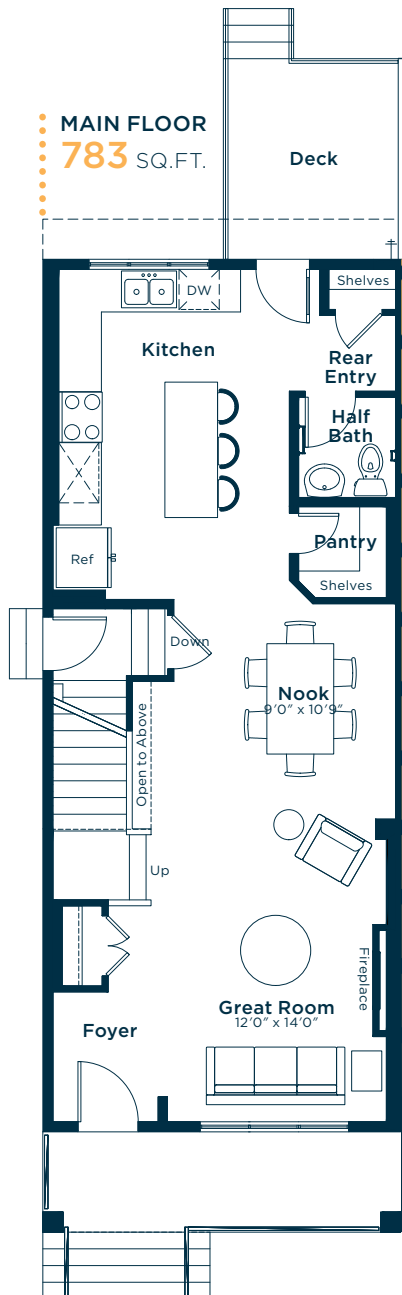 MAIN FLOOR
783 SQ.FT.
Deck
Shelves
DW
Kitchen
Rear
Entry
Half
Bath
X
Ref
Pantry
Shelves
Down
Nook
9'0" x 10'9"
Open to Above
Up
Fireplace
Great Room
12'0" x 14'0"
Foyer